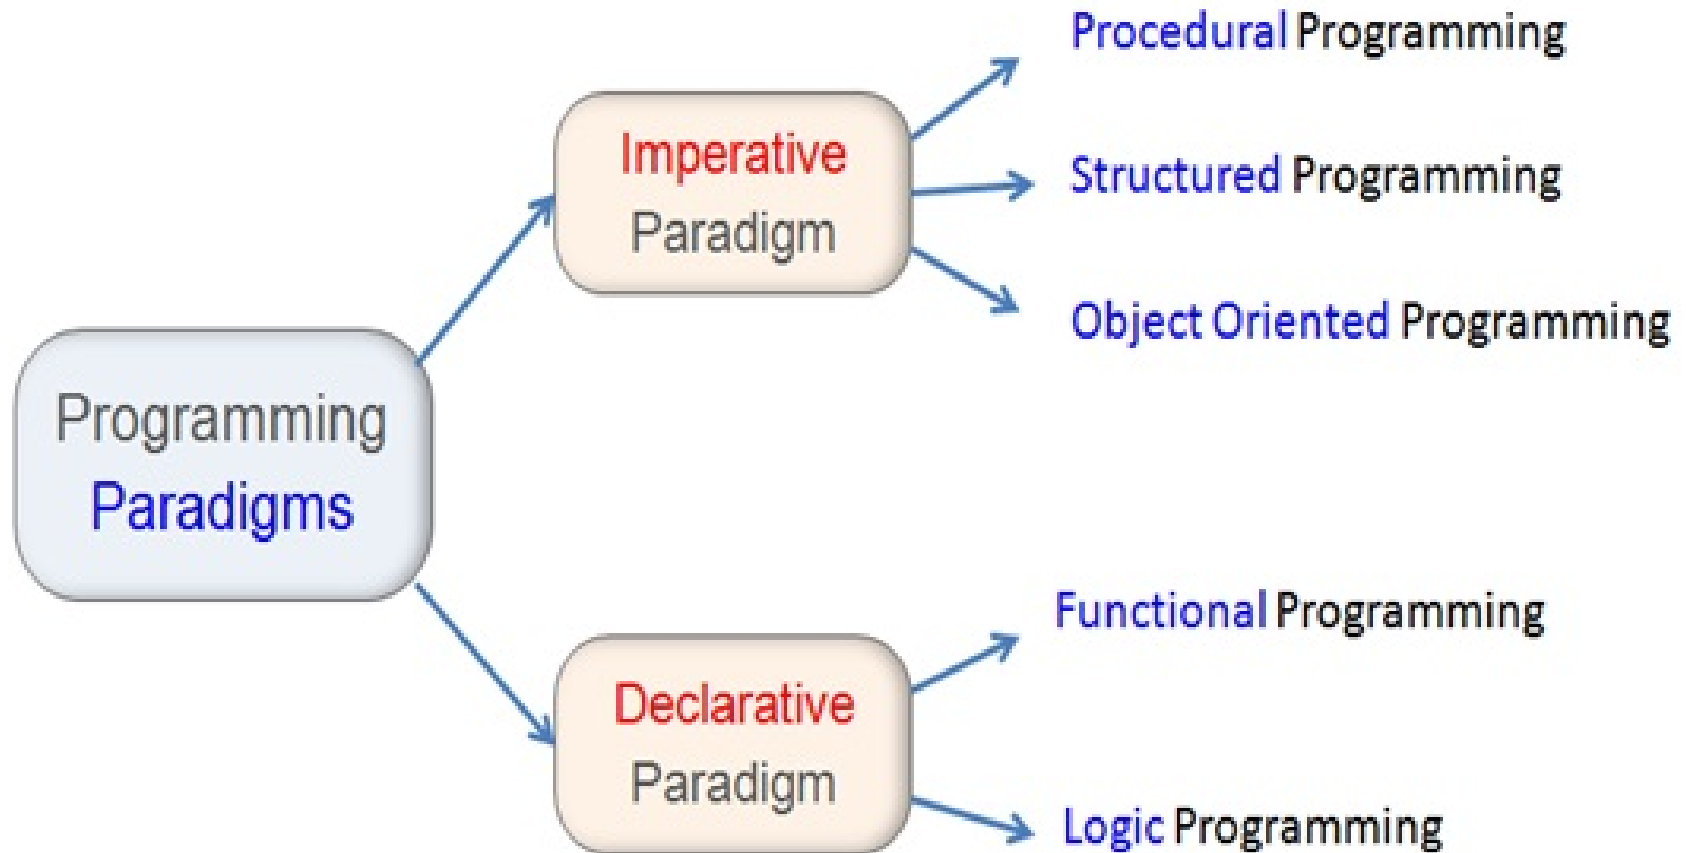 Programming
Paradigms
Imperative
Paradigm
Procedural Programming
Structured Programming
Object Oriented Programming
Declarative
Paradigm
Functional Programming
Logic Programming